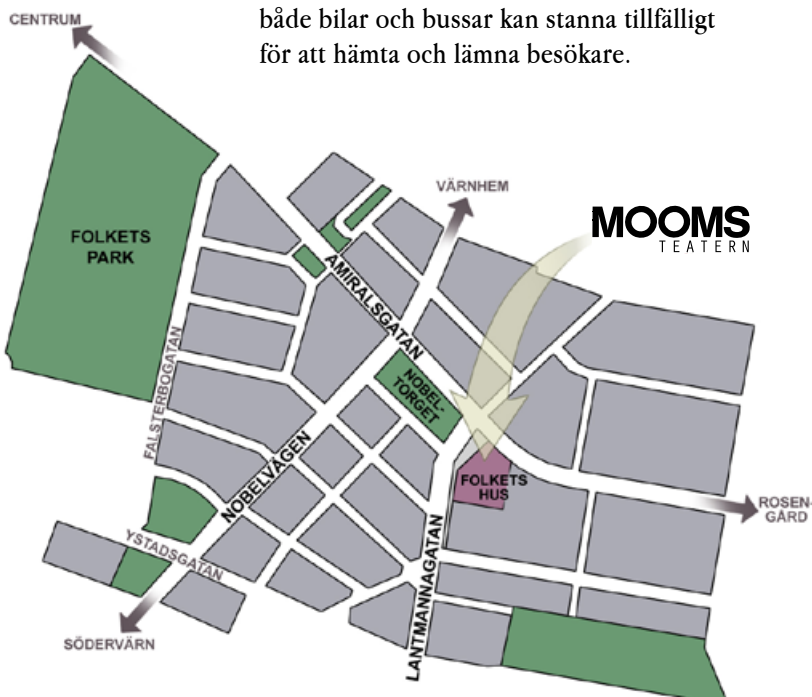 både bilar och bussar kan stanna tillfälligt
för att hämta och lämna besökare.
CENTRUM
VÄRNHEM
MOOMS
TEATERN
FOLKETS
PARK
AMIRALSGATAN
FALSTERBOGATAN
NOBEL-
TORGET
NOBELVÄGEN
FOLKETS
HUS
ROSEN-
GÅRD
YSTADSGATAN
LANTMANNAGATAN
SÖDERVÄRN